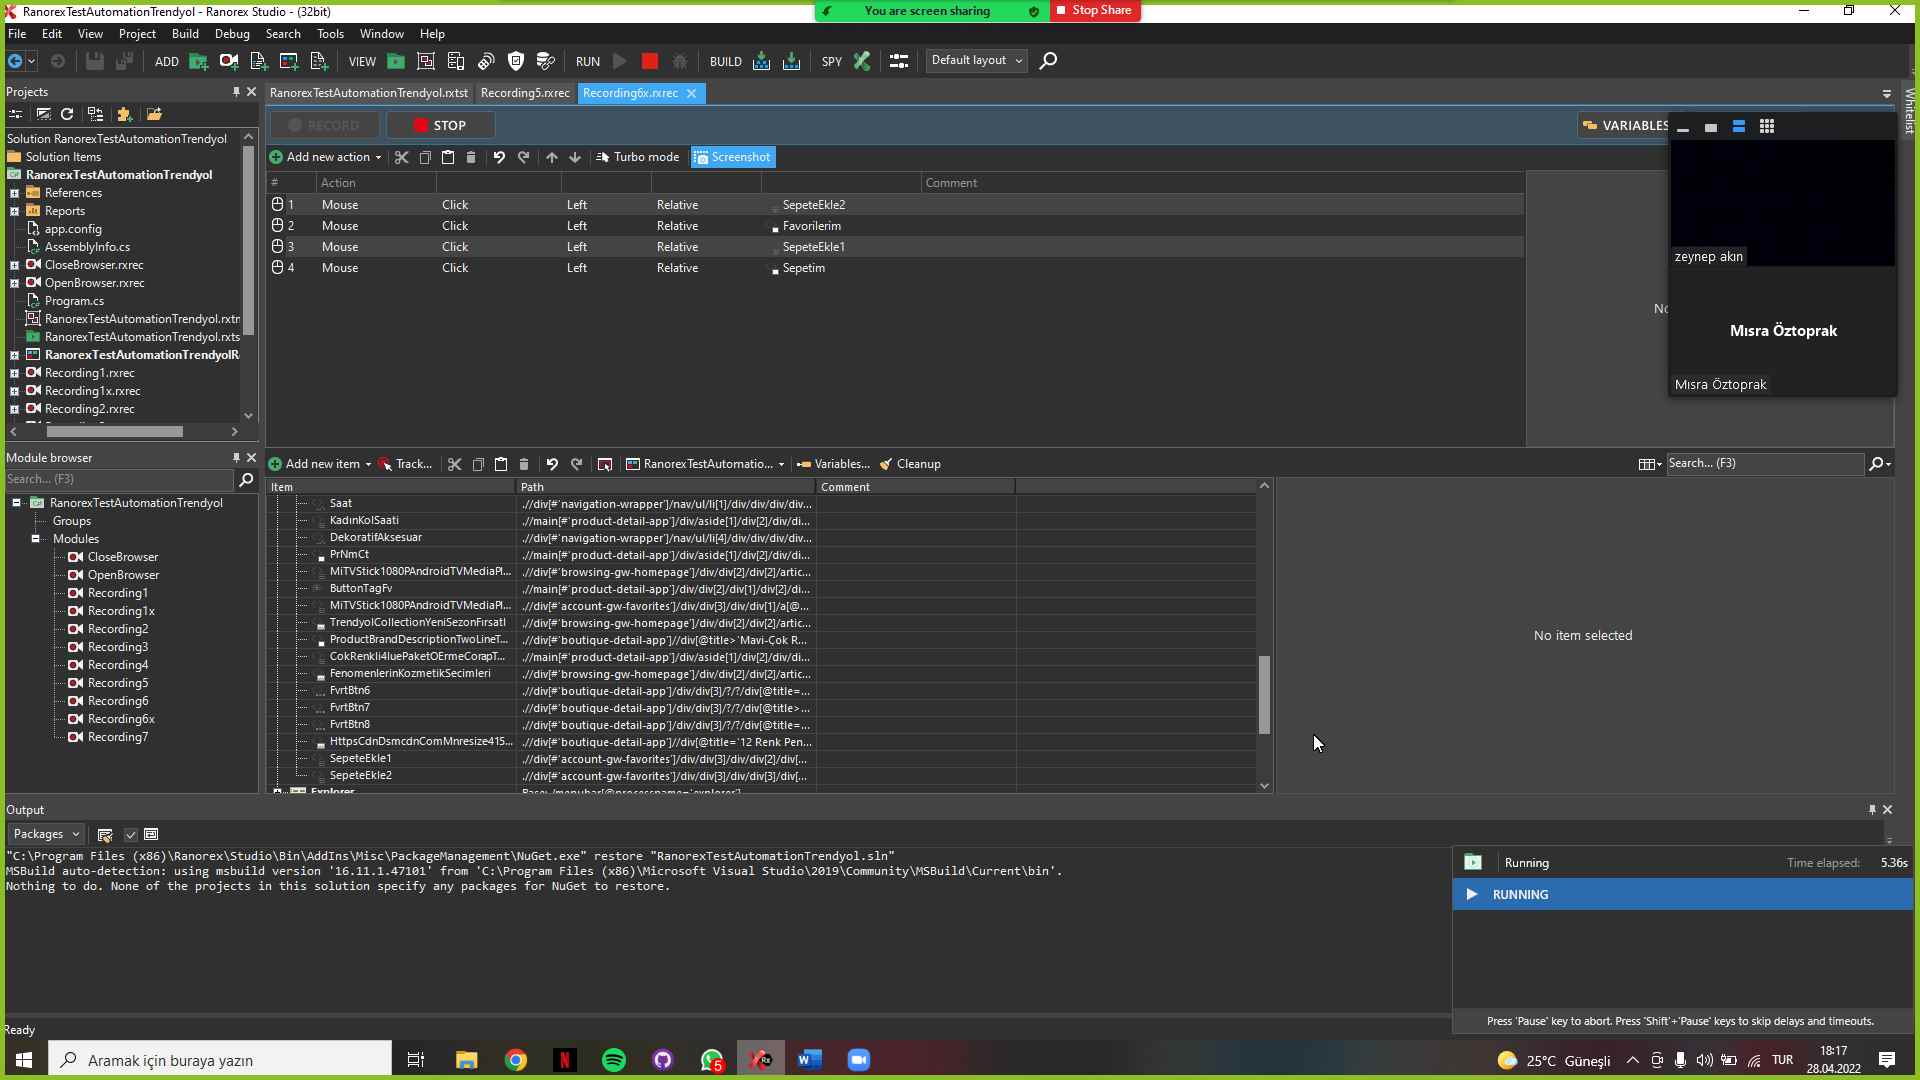 RanorexTestAutomationTrendyol - Ranorex Studio - (32bit)
You are screen sharing
Stop Share
File Edit View Project Build Debug Search Tools Window Help
ADD VIEW RUN BUILD SPY Default layout
Projects
RanorexTestAutomationTrendyol.rxtst Recording5.rxrec Recording6x.rxrec
Whitelist
RECORD STOP VARIABLES
Solution RanorexTestAutomationTrendyol
Solution Items
RanorexTestAutomationTrendyol
References
Reports
app.config
AssemblyInfo.cs
CloseBrowser.rxrec
OpenBrowser.rxrec
Program.cs
RanorexTestAutomationTrendyol.rxtr
RanorexTestAutomationTrendyol.rxts
RanorexTestAutomationTrendyolR
Recording1.rxrec
Recording1x.rxrec
Recording2.rxrec
Add new action Turbo mode Screenshot
# Action Comment
1 Mouse Click Left Relative SepeteEkle2
2 Mouse Click Left Relative Favorilerim
3 Mouse Click Left Relative SepeteEkle1
4 Mouse Click Left Relative Sepetim
No
zeynep akın
Mısra Öztoprak
Mısra Öztoprak
Module browser
Search... (F3)
RanorexTestAutomationTrendyol
Groups
Modules
CloseBrowser
OpenBrowser
Recording1
Recording1x
Recording2
Recording3
Recording4
Recording5
Recording6
Recording6x
Recording7
Add new item Track... RanorexTestAutomatio... Variables... Cleanup Search... (F3)
Item Path Comment
Saat .//div[#'navigation-wrapper']/nav/ul/li[1]/div/div/div/div...
KadınKolSaati .//main[#'product-detail-app']/div/aside[1]/div[2]/div/di...
DekoratifAksesuar .//div[#'navigation-wrapper']/nav/ul/li[4]/div/div/div/div...
PrNmCt .//main[#'product-detail-app']/div/aside[1]/div[2]/div/di...
MiTVStick1080PAndroidTVMediaPl... .//div[#'browsing-gw-homepage']/div/div[2]/div[2]/artic...
ButtonTagFv .//main[#'product-detail-app']/div/div[2]/div[1]/div[2]/di...
MiTVStick1080PAndroidTVMediaPl... .//div[#'account-gw-favorites']/div/div[3]/div/div[1]/a[@...
TrendyolCollectionYeniSezonFırsatl .//div[#'browsing-gw-homepage']/div/div[2]/div[2]/artic...
ProductBrandDescriptionTwoLineT... .//div[#'boutique-detail-app']//div[@title>'Mavi-Çok R...
CokRenkli4luePaketOErmeCorapT... .//main[#'product-detail-app']/div/aside[1]/div[2]/div/di...
FenomenlerinKozmetikSecimleri .//div[#'browsing-gw-homepage']/div/div[2]/div[2]/artic...
FvrtBtn6 .//div[#'boutique-detail-app']/div/div[3]/?/?/div[@title=...
FvrtBtn7 .//div[#'boutique-detail-app']/div/div[3]/?/?/div[@title>...
FvrtBtn8 .//div[#'boutique-detail-app']/div/div[3]/?/?/div[@title=...
HttpsCdnDsmcdnComMnresize415... .//div[#'boutique-detail-app']//div[@title='12 Renk Pen...
SepeteEkle1 .//div[#'account-gw-favorites']/div/div[3]/div/div[2]/div[...
SepeteEkle2 .//div[#'account-gw-favorites']/div/div[3]/div/div[3]/div[...
Explorer Base: /menubar[@processname='explorer']
No item selected
Output
Packages
"C:\Program Files (x86)\Ranorex\Studio\Bin\AddIns\Misc\PackageManagement\NuGet.exe" restore "RanorexTestAutomationTrendyol.sln"
MSBuild auto-detection: using msbuild version '16.11.1.47101' from 'C:\Program Files (x86)\Microsoft Visual Studio\2019\Community\MSBuild\Current\bin'.
Nothing to do. None of the projects in this solution specify any packages for NuGet to restore.
Running Time elapsed: 5.36s
RUNNING
Press 'Pause' key to abort. Press 'Shift'+'Pause' keys to skip delays and timeouts.
Ready
Aramak için buraya yazın
5
25°C Güneşli
TUR
18:17
28.04.2022